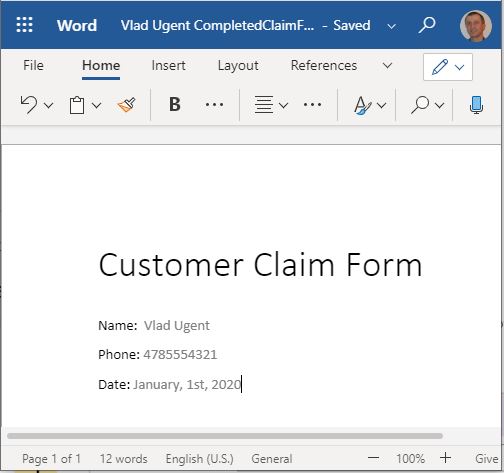 Word Vlad Ugent CompletedClaimF... - Saved
File Home Insert Layout References
B
Customer Claim Form
Name: Vlad Ugent
Phone: 4785554321
Date: January, 1st, 2020
Page 1 of 1 12 words English (U.S.) General 100% Give